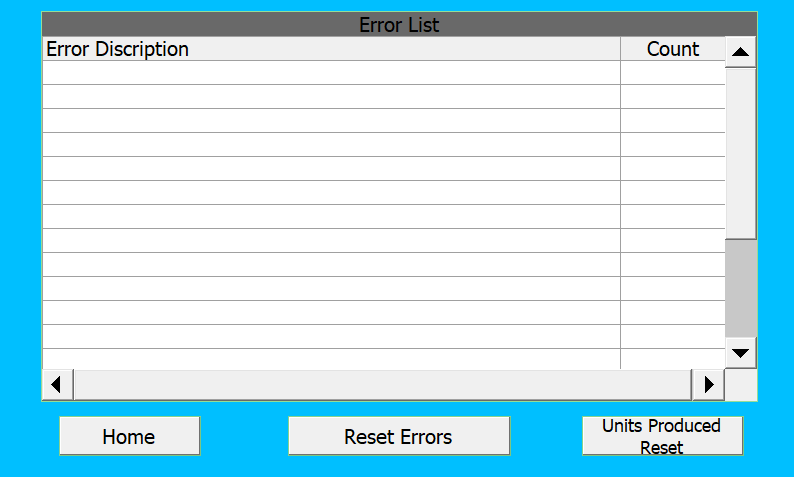 Error List
Error Discription Count
Home
Reset Errors
Units Produced
Reset